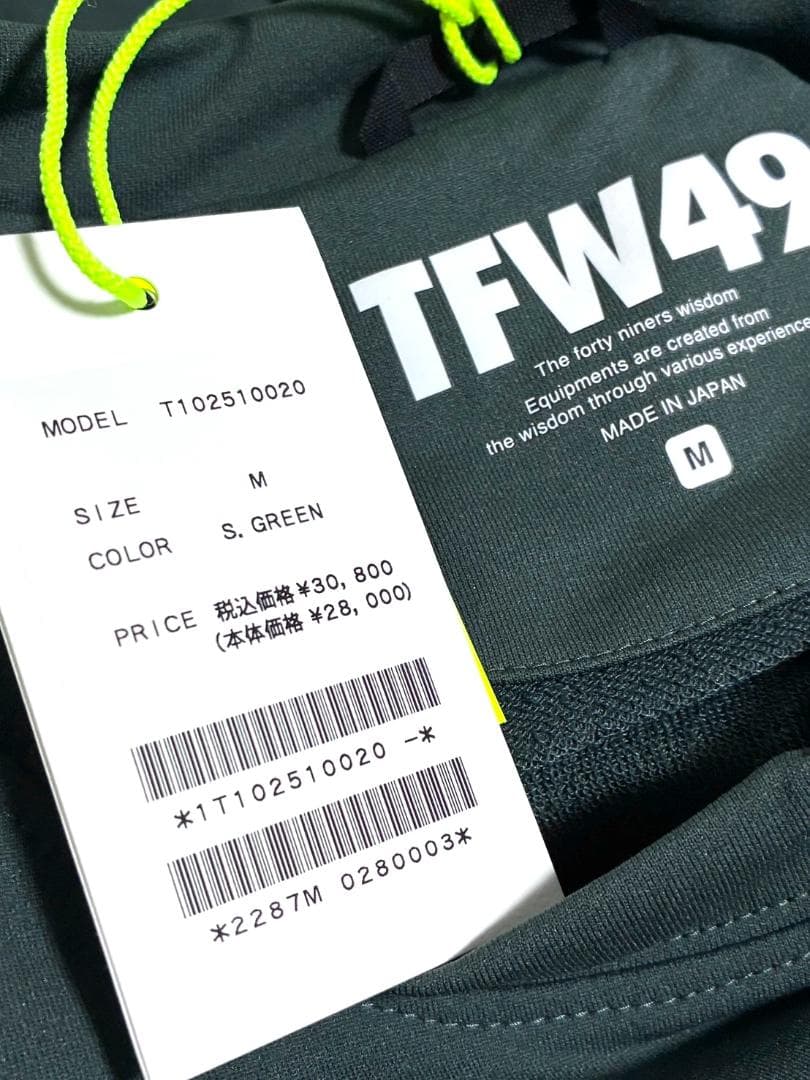 TFW49
The forty niners wisdom
Equipments are created from
the wisdom through various experience
MADE IN JAPAN
M
MODEL T102510020
SIZE M
COLOR S. GREEN
PRICE 税込価格¥30,800
(本体価格 ¥28,000)
*1T102510020 -*
*2287M 0280003*